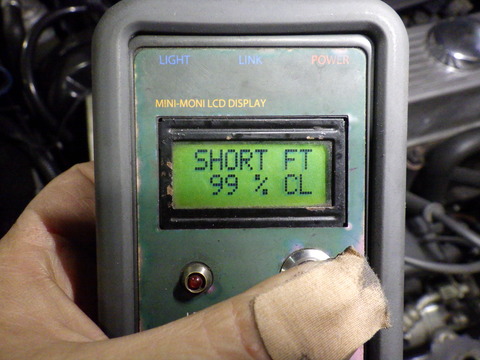 LIGHT LINK POWER
MINI-MONI LCD DISPLAY
SHORT FT
99 % CL